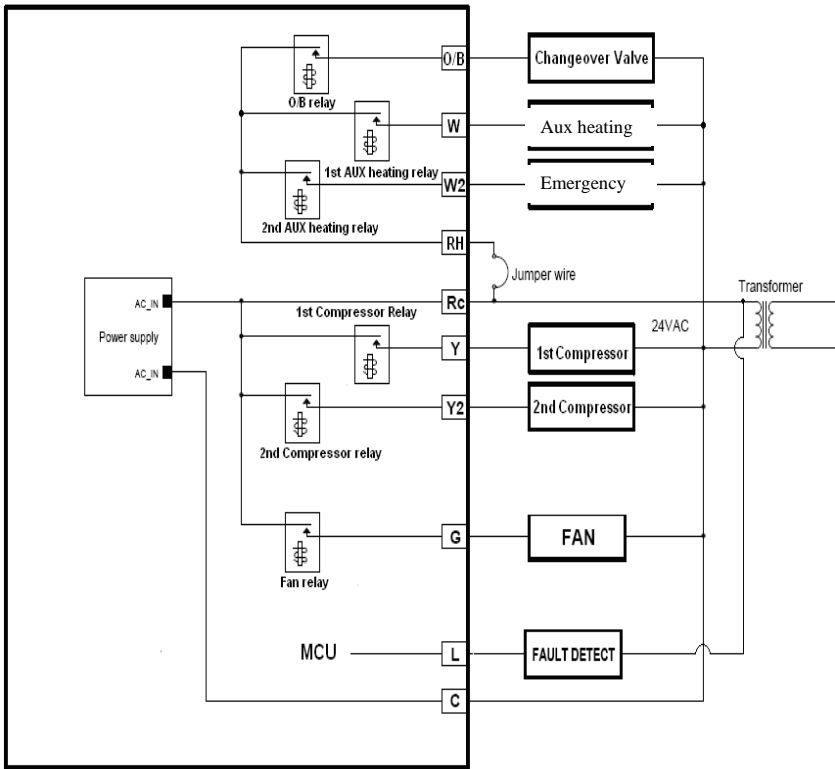 O/B
Changeover Valve
O/B relay
W
Aux heating
1st AUX heating relay
W2
Emergency
2nd AUX heating relay
RH
Jumper wire
Transformer
AC_IN
Rc
1st Compressor Relay
24VAC
Power supply
Y
1st Compressor
AC_IN
Y2
2nd Compressor
2nd Compressor relay
G
FAN
Fan relay
MCU
L
FAULT DETECT
C